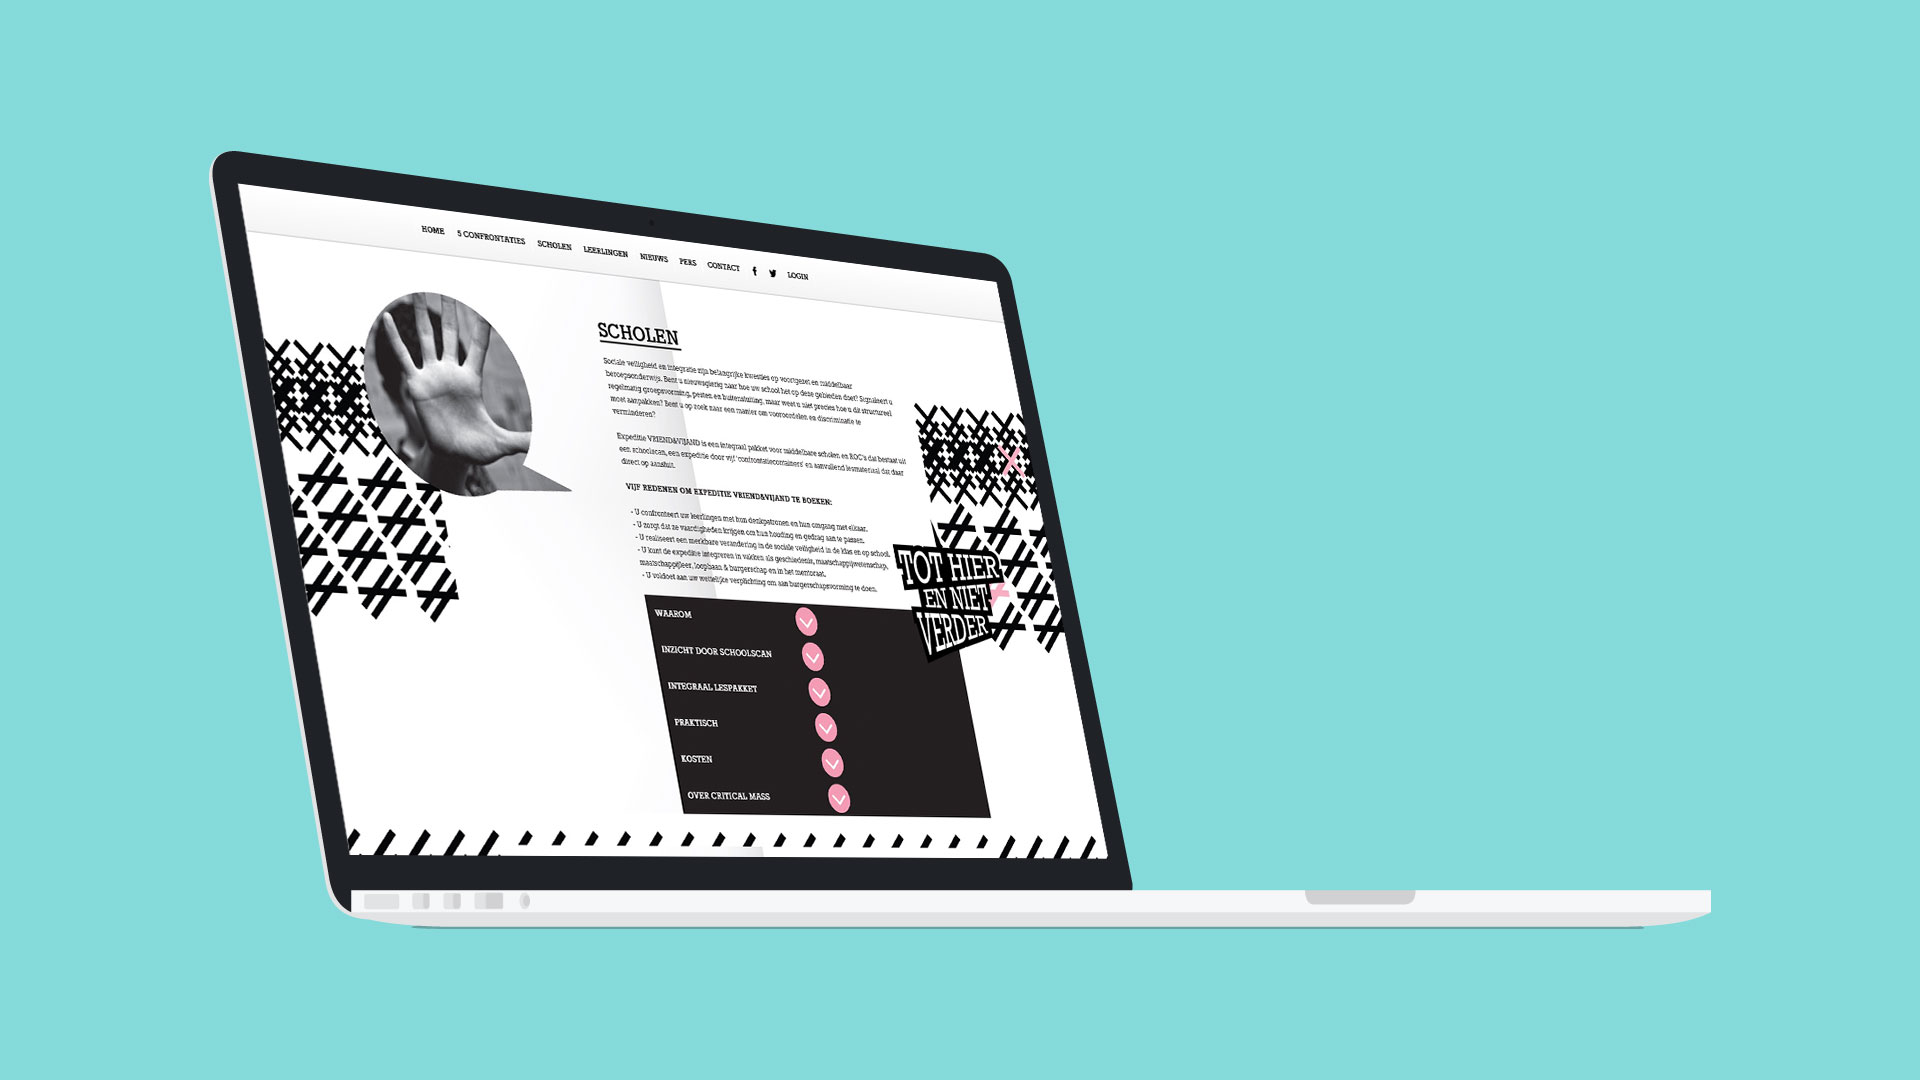 HOME 5 CONFRONTATIES SCHOLEN LEERLINGEN NIEUWS PERS CONTACT LOGIN
SCHOLEN
Sociale veiligheid en integratie zijn belangrijke kwesties op voortgezet en middelbaar
beroepsonderwijs. Bent u nieuwsgierig naar hoe uw school het op deze gebieden doet? Signaleert u
regelmatig groepsvorming, pesten en buitensluiting, maar weet u niet precies hoe u dit structureel
moet aanpakken? Bent u op zoek naar een manier om vooroordelen en discriminatie te
verminderen?
Expeditie VRIEND&VIJAND is een integraal pakket voor middelbare scholen en ROC's dat bestaat uit
een schoolscan, een expeditie door vijf 'confrontatiecontainers' en aanvullend lesmateriaal dat daar
direct op aansluit.
VIJF REDENEN OM EXPEDITIE VRIEND&VIJAND TE BOEKEN:
- U confronteert uw leerlingen met hun denkpatronen en hun omgang met elkaar.
- U zorgt dat ze vaardigheden krijgen om hun houding en gedrag aan te passen.
- U realiseert een merkbare verandering in de sociale veiligheid in de klas en op school.
- U kunt de expeditie integreren in vakken als geschiedenis, maatschappijwetenschap,
maatschappijleer, loopbaan & burgerschap en in het mentoraat.
- U voldoet aan uw wettelijke verplichting om aan burgerschapsvorming te doen.
TOT HIER
EN NIET
VERDER
WAAROM
INZICHT DOOR SCHOOLSCAN
INTEGRAAL LESPAKKET
PRAKTISCH
KOSTEN
OVER CRITICAL MASS